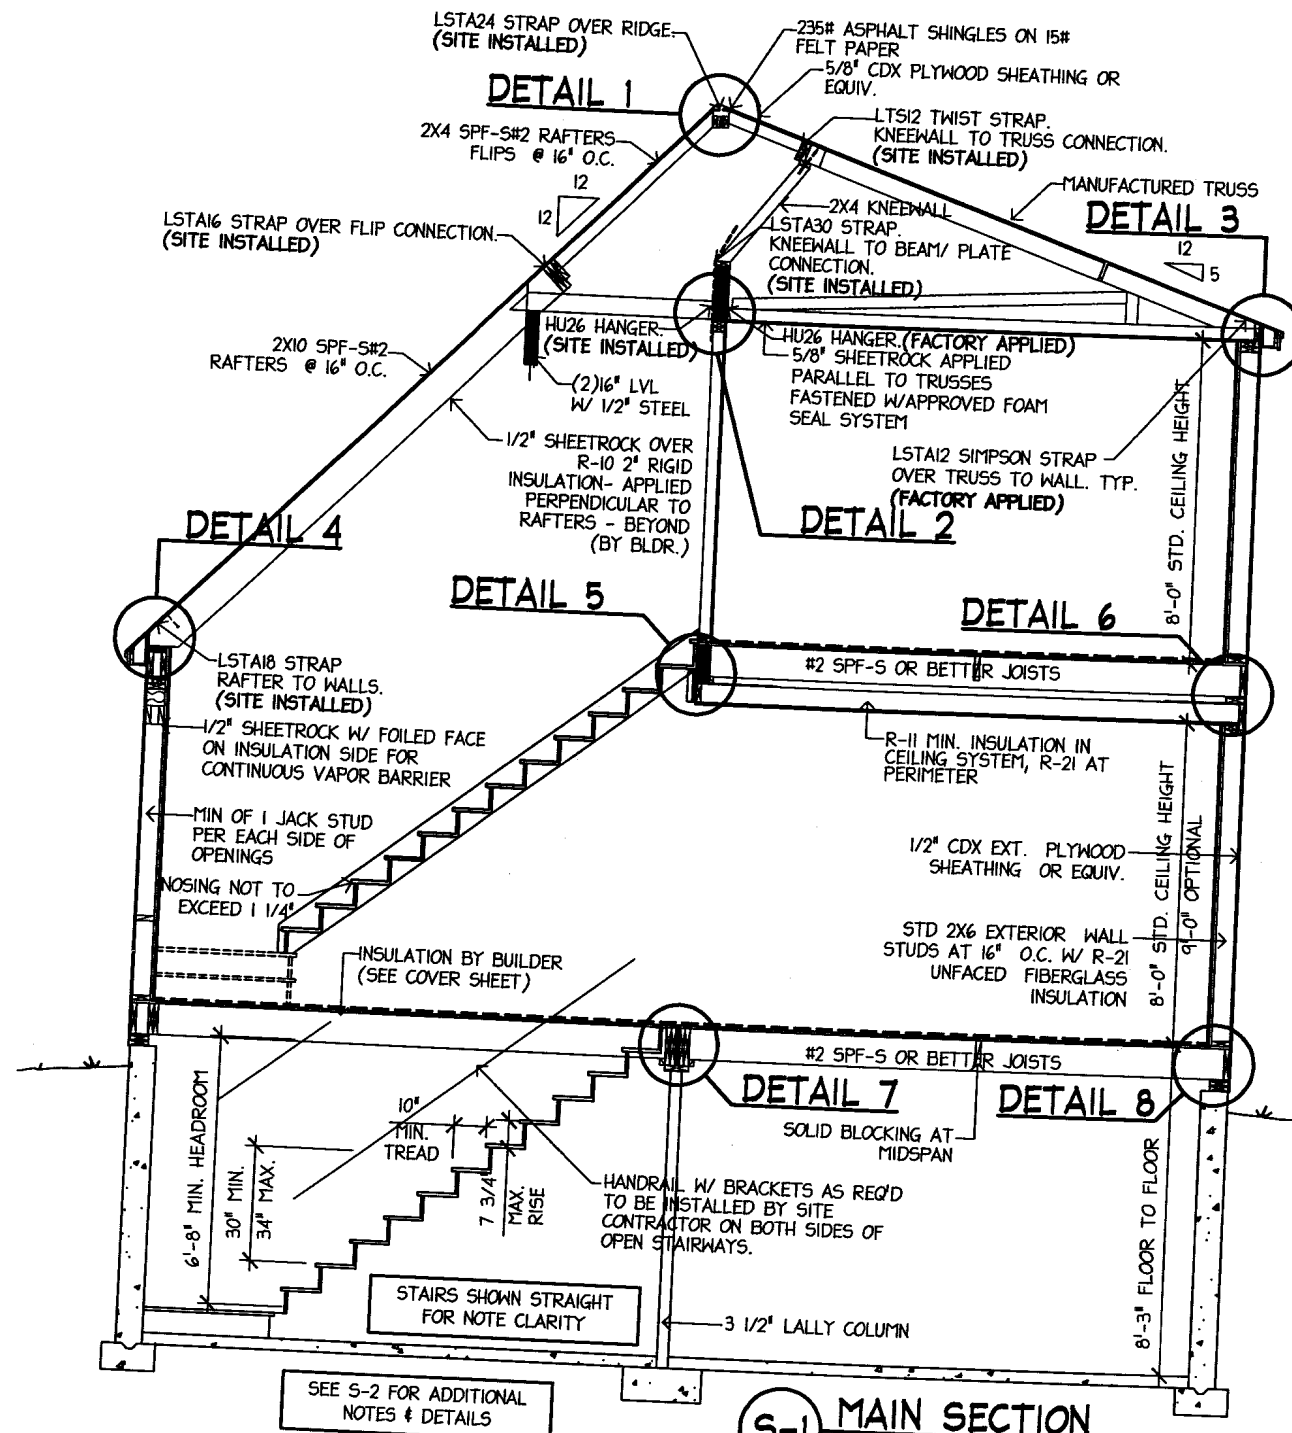 LSTA24 STRAP OVER RIDGE.
(SITE INSTALLED)
235# ASPHALT SHINGLES ON 15#
FELT PAPER
5/8" CDX PLYWOOD SHEATHING OR
EQUIV.
DETAIL 1
LTS12 TWIST STRAP.
KNEEWALL TO TRUSS CONNECTION.
(SITE INSTALLED)
2X4 SPF-S#2 RAFTERS
FLIPS @ 16" O.C.
12
12
MANUFACTURED TRUSS
2X4 KNEEWALL
DETAIL 3
LSTA16 STRAP OVER FLIP CONNECTION.
(SITE INSTALLED)
LSTA30 STRAP.
KNEEWALL TO BEAM/ PLATE
CONNECTION.
(SITE INSTALLED)
12
5
HU26 HANGER.
(SITE INSTALLED)
HU26 HANGER.(FACTORY APPLIED)
5/8" SHEETROCK APPLIED
PARALLEL TO TRUSSES
FASTENED W/APPROVED FOAM
SEAL SYSTEM
2X10 SPF-S#2
RAFTERS @ 16" O.C.
(2)16" LVL
W/ 1/2" STEEL
1/2" SHEETROCK OVER
R-10 2" RIGID
INSULATION- APPLIED
PERPENDICULAR TO
RAFTERS - BEYOND
(BY BLDR.)
LSTA12 SIMPSON STRAP
OVER TRUSS TO WALL. TYP.
(FACTORY APPLIED)
8'-0" STD. CEILING HEIGHT
DETAIL 4
DETAIL 2
DETAIL 5
DETAIL 6
#2 SPF-S OR BETTER JOISTS
LSTA18 STRAP
RAFTER TO WALLS.
(SITE INSTALLED)
1/2" SHEETROCK W/ FOILED FACE
ON INSULATION SIDE FOR
CONTINUOUS VAPOR BARRIER
R-11 MIN. INSULATION IN
CEILING SYSTEM, R-21 AT
PERIMETER
MIN OF 1 JACK STUD
PER EACH SIDE OF
OPENINGS
1/2" CDX EXT. PLYWOOD
SHEATHING OR EQUIV.
8'-0" STD. CEILING HEIGHT
9'-0" OPTIONAL
NOSING NOT TO
EXCEED 1 1/4"
STD 2X6 EXTERIOR WALL
STUDS AT 16" O.C. W/ R-21
UNFACED FIBERGLASS
INSULATION
INSULATION BY BUILDER
(SEE COVER SHEET)
#2 SPF-S OR BETTER JOISTS
DETAIL 7
DETAIL 8
SOLID BLOCKING AT
MIDSPAN
6'-8" MIN. HEADROOM
30" MIN.
34" MAX.
10"
MIN.
TREAD
7 3/4"
MAX.
RISE
HANDRAIL W/ BRACKETS AS REQ'D
TO BE INSTALLED BY SITE
CONTRACTOR ON BOTH SIDES OF
OPEN STAIRWAYS.
8'-3" FLOOR TO FLOOR
STAIRS SHOWN STRAIGHT
FOR NOTE CLARITY
3 1/2" LALLY COLUMN
SEE S-2 FOR ADDITIONAL
NOTES & DETAILS
S-1
MAIN SECTION